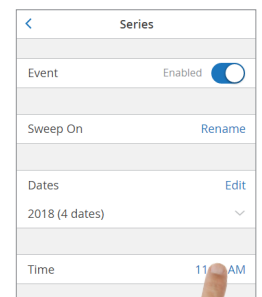 Series
Event Enabled
Sweep On Rename
Dates Edit
2018 (4 dates)
Time 11 AM